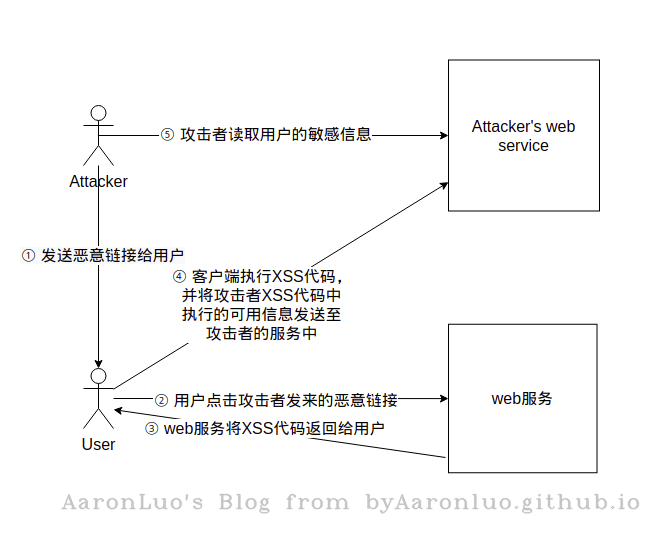 ⑤ 攻击者读取用户的敏感信息
Attacker's web
service
Attacker
① 发送恶意链接给用户
④ 客户端执行XSS代码，
并将攻击者XSS代码中
执行的可用信息发送至
攻击者的服务中
② 用户点击攻击者发来的恶意链接
web服务
③ web服务将XSS代码返回给用户
User
AaronLuo's Blog from byAaronluo.github.io